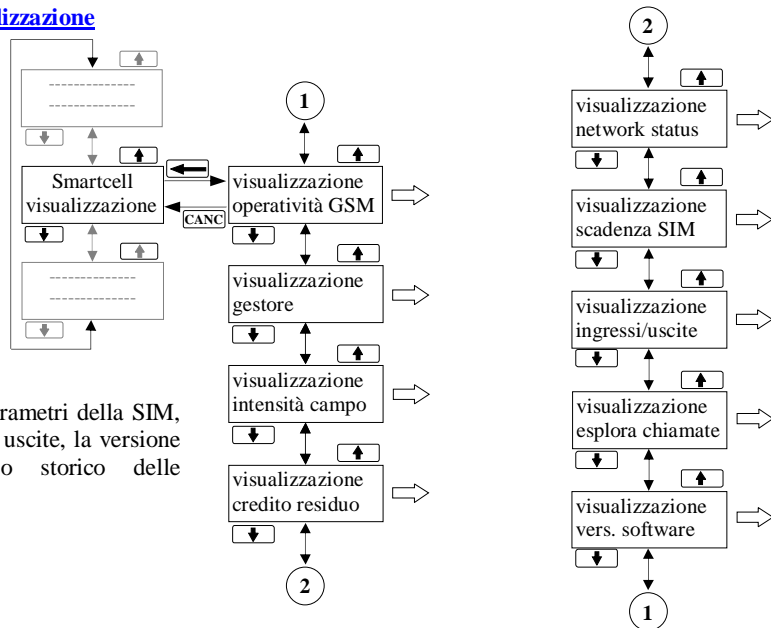 lizzazione
Smartcell
visualizzazione
CANC
1
visualizzazione
operatività GSM
visualizzazione
gestore
visualizzazione
intensità campo
visualizzazione
credito residuo
2
rametri della SIM,
uscite, la versione
o storico delle
2
visualizzazione
network status
visualizzazione
scadenza SIM
visualizzazione
ingressi/uscite
visualizzazione
esplora chiamate
visualizzazione
vers. software
1